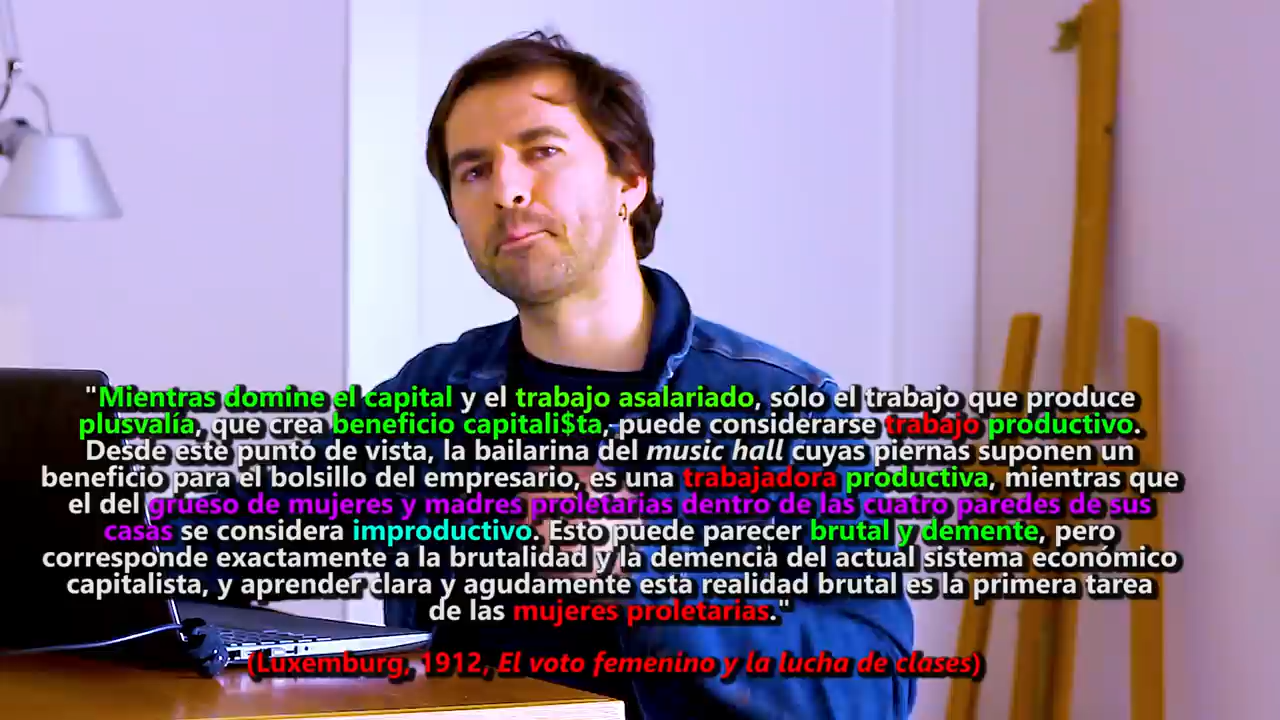 "Mientras domine el capital y el trabajo asalariado, sólo el trabajo que produce
plusvalía, que crea beneficio capitali$ta, puede considerarse trabajo productivo.
Desde este punto de vista, la bailarina del music hall cuyas piernas suponen un
beneficio para el bolsillo del empresario, es una trabajadora productiva, mientras que
el del grueso de mujeres y madres proletarias dentro de las cuatro paredes de sus
casas se considera improductivo. Esto puede parecer brutal y demente, pero
corresponde exactamente a la brutalidad y la demencia del actual sistema económico
capitalista, y aprender clara y agudamente esta realidad brutal es la primera tarea
de las mujeres proletarias."
(Luxemburg, 1912, El voto femenino y la lucha de clases)